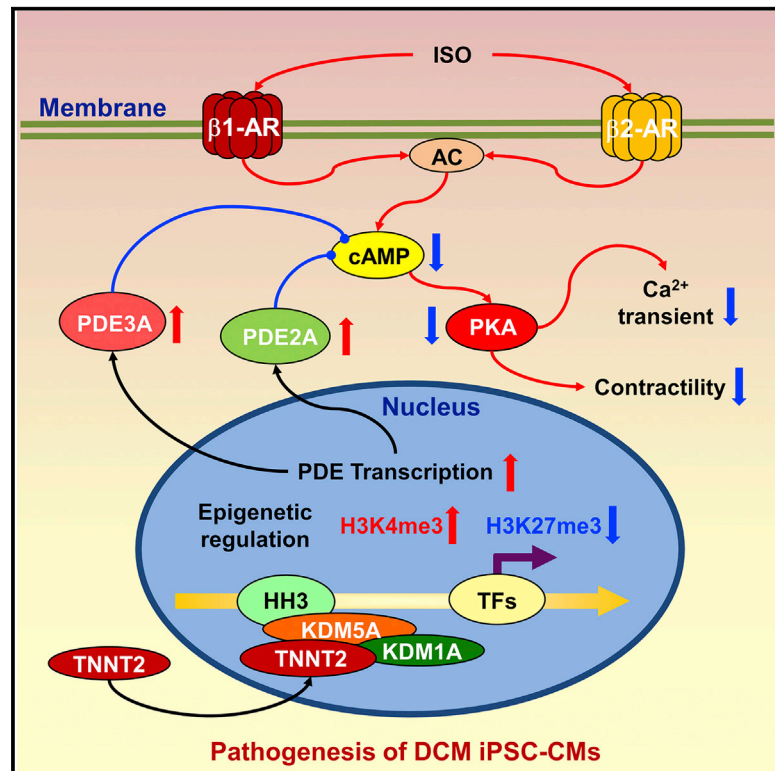 ISO
Membrane
β1-AR
β2-AR
AC
cAMP
Ca²⁺
transient
PDE3A
PDE2A
PKA
Contractility
Nucleus
PDE Transcription
Epigenetic
regulation
H3K4me3
H3K27me3
HH3
TFs
KDM5A
TNNT2
KDM1A
TNNT2
Pathogenesis of DCM iPSC-CMs